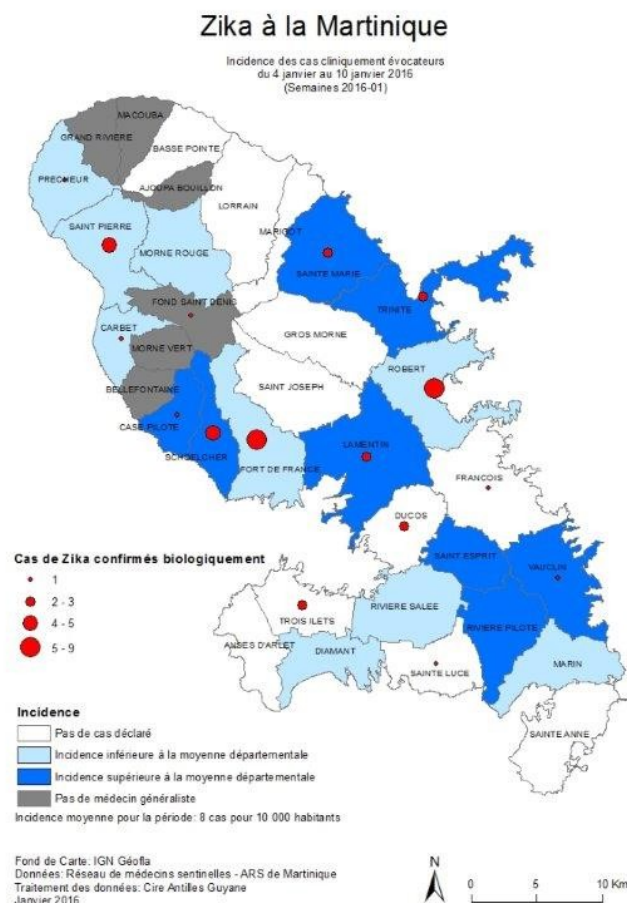 Zika à la Martinique
Incidence des cas cliniquement évocateurs
du 4 janvier au 10 janvier 2016
(Semaines 2016-01)
MACOUBA
GRAND RIVIERE
BASSE POINTE
PRECHEUR
AJOUPA BOUILLON
LORRAIN
SAINT PIERRE
MARIGOT
MORNE ROUGE
SAINTE MARIE
FOND SAINT DENIS
TRINITE
CARBET
GROS MORNE
MORNE VERT
ROBERT
BELLEFONTAINE
SAINT JOSEPH
CASE PILOTE
LAMENTIN
SCHOELCHER
FORT DE FRANCE
FRANCOIS
DUCOS
SAINT ESPRIT
VAUCLIN
Cas de Zika confirmés biologiquement
1
2 - 3
4 - 5
5 - 9
RIVIERE SALEE
TROIS ILETS
RIVIERE PILOTE
ANSES D'ARLET
DIAMANT
MARIN
SAINTE LUCE
SAINTE ANNE
Incidence
Pas de cas déclaré
Incidence inférieure à la moyenne départementale
Incidence supérieure à la moyenne départementale
Pas de médecin généraliste
Incidence moyenne pour la période: 8 cas pour 10 000 habitants
Fond de Carte: IGN Géofla
Données: Réseau de médecins sentinelles - ARS de Martinique
Traitement des données: Cire Antilles Guyane
Janvier 2016
N
0 5 10 Km